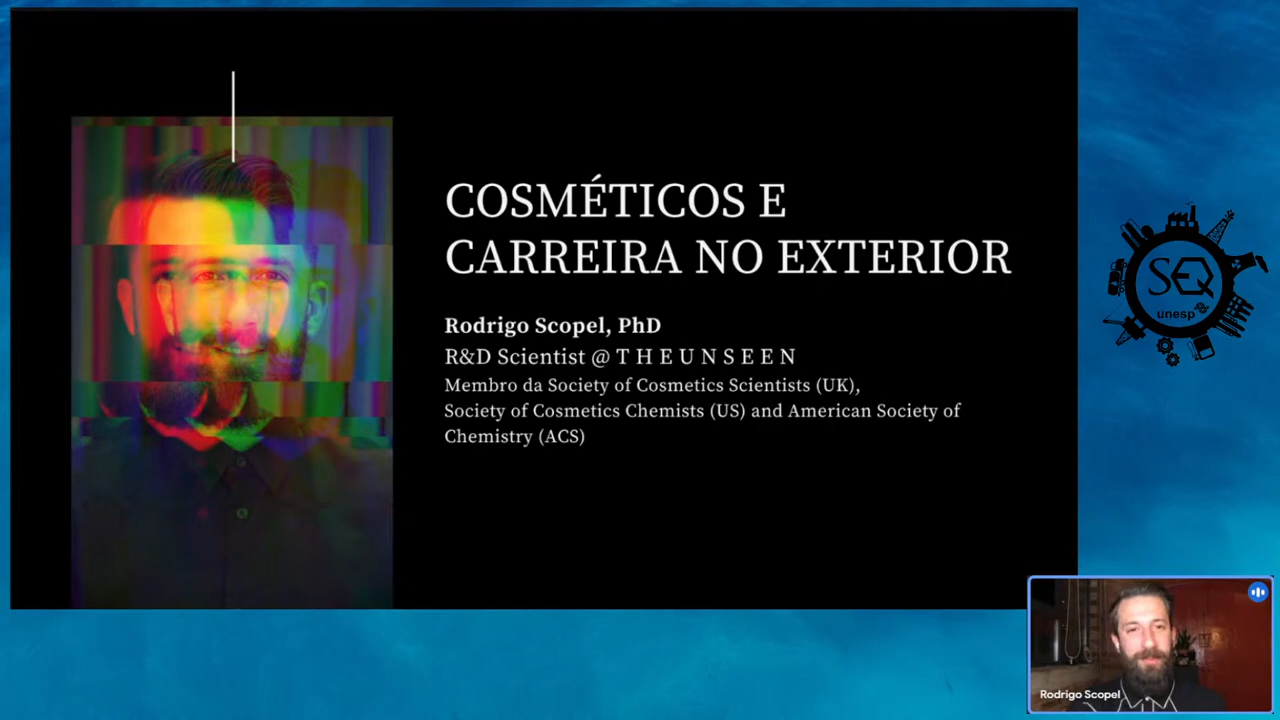 COSMÉTICOS E
CARREIRA NO EXTERIOR
Rodrigo Scopel, PhD
R&D Scientist @ T H E U N S E E N
Membro da Society of Cosmetics Scientists (UK),
Society of Cosmetics Chemists (US) and American Society of
Chemistry (ACS)
SEQ
unesp
Rodrigo Scopel